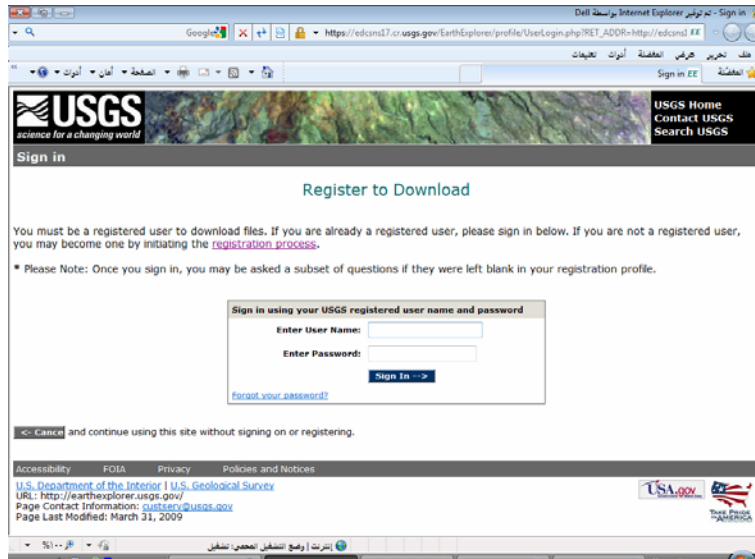 Sign in - تم توفير Internet Explorer بواسطة Dell
https://edcsns17.cr.usgs.gov/EarthExplorer/profile/UserLogin.php?RET_ADDR=http://edcsns1
Google
ملف تحرير عرض المفضلة أدوات تعليمات
المفضلة
Sign in
الصفحة
أمان
أدوات
USGS
science for a changing world
USGS Home
Contact USGS
Search USGS
Sign in
Register to Download
You must be a registered user to download files. If you are already a registered user, please sign in below. If you are not a registered user,
you may become one by initiating the registration process.
* Please Note: Once you sign in, you may be asked a subset of questions if they were left blank in your registration profile.
Sign in using your USGS registered user name and password
Enter User Name:
Enter Password:
Sign In -->
Forgot your password?
<- Cance and continue using this site without signing on or registering.
Accessibility FOIA Privacy Policies and Notices
U.S. Department of the Interior | U.S. Geological Survey
URL: http://earthexplorer.usgs.gov/
Page Contact Information: custserv@usgs.gov
Page Last Modified: March 31, 2009
USA.gov
TAKE PRIDE IN AMERICA
إنترنت | وضع التشغيل المحمي: تشغيل
%١٠٠